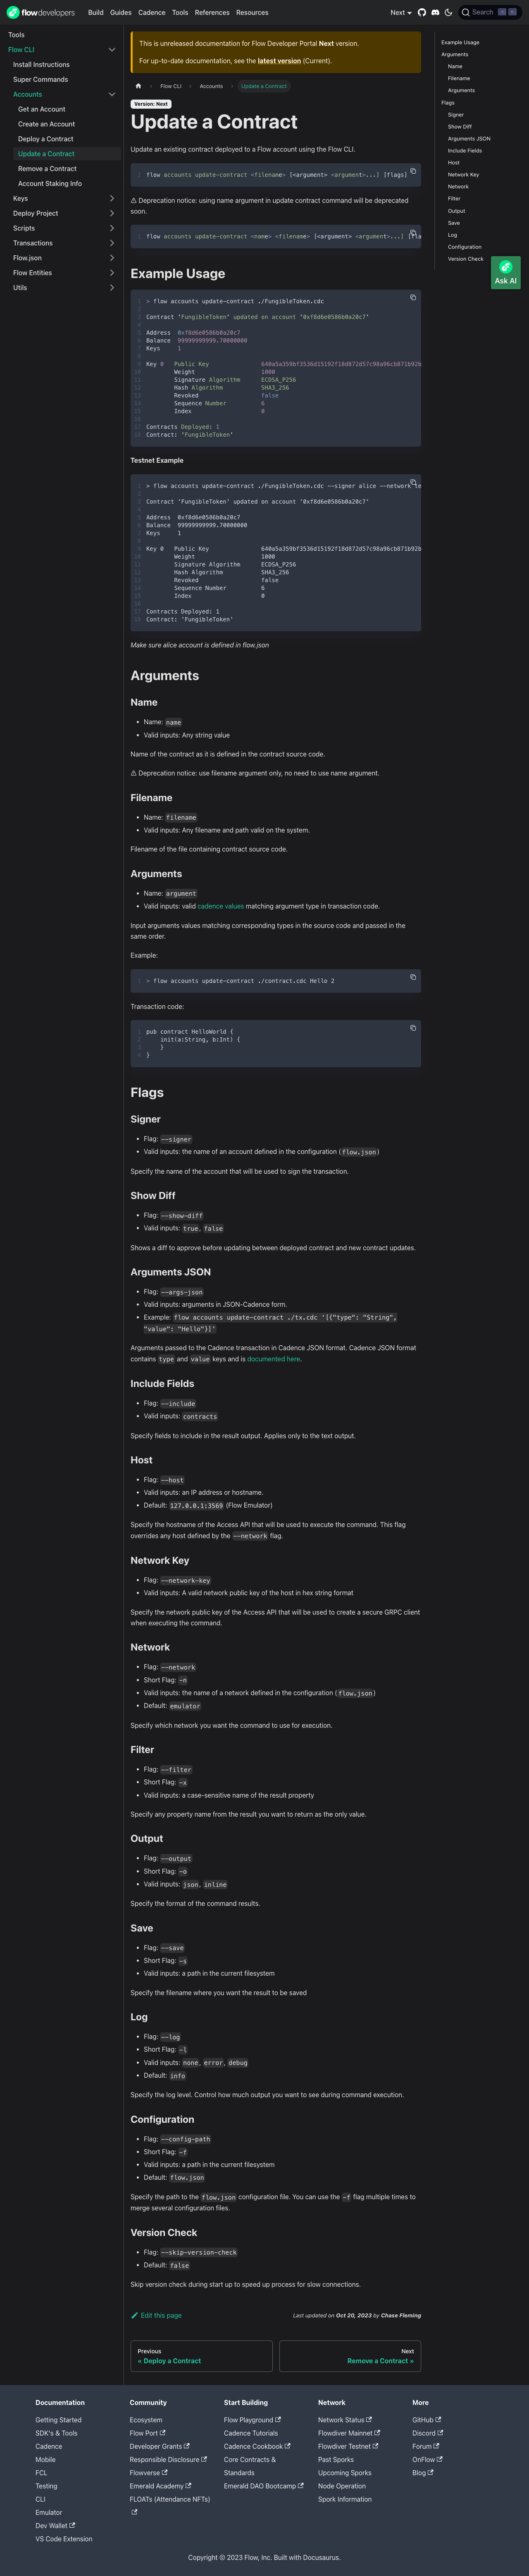 flow developers
Build Guides Cadence Tools References Resources
Next
Search
Tools
Flow CLI
Install Instructions
Super Commands
Accounts
Get an Account
Create an Account
Deploy a Contract
Update a Contract
Remove a Contract
Account Staking Info
Keys
Deploy Project
Scripts
Transactions
Flow.json
Flow Entities
Utils
This is unreleased documentation for Flow Developer Portal Next version.
For up-to-date documentation, see the latest version (Current).
Flow CLI
Accounts
Update a Contract
Version: Next
Update a Contract
Update an existing contract deployed to a Flow account using the Flow CLI.
1 flow accounts update-contract <filename> [<argument> <argument>...] [flags]
⚠ Deprecation notice: using name argument in update contract command will be deprecated
soon.
1 flow accounts update-contract <name> <filename> [<argument> <argument>...] [fla
Example Usage
1 > flow accounts update-contract ./FungibleToken.cdc
2
3 Contract 'FungibleToken' updated on account '0xf8d6e0586b0a20c7'
4
5 Address 0xf8d6e0586b0a20c7
6 Balance 99999999999.70000000
7 Keys 1
8
9 Key 0 Public Key 640a5a359bf3536d15192f18d872d57c98a96cb871b92b
10 Weight 1000
11 Signature Algorithm ECDSA_P256
12 Hash Algorithm SHA3_256
13 Revoked false
14 Sequence Number 6
15 Index 0
16
17 Contracts Deployed: 1
18 Contract: 'FungibleToken'
Testnet Example
1 > flow accounts update-contract ./FungibleToken.cdc --signer alice --network te
2
3 Contract 'FungibleToken' updated on account '0xf8d6e0586b0a20c7'
4
5 Address 0xf8d6e0586b0a20c7
6 Balance 99999999999.70000000
7 Keys 1
8
9 Key 0 Public Key 640a5a359bf3536d15192f18d872d57c98a96cb871b92b
10 Weight 1000
11 Signature Algorithm ECDSA_P256
12 Hash Algorithm SHA3_256
13 Revoked false
14 Sequence Number 6
15 Index 0
16
17 Contracts Deployed: 1
18 Contract: 'FungibleToken'
Make sure alice account is defined in flow.json
Arguments
Name
• Name: name
• Valid inputs: Any string value
Name of the contract as it is defined in the contract source code.
⚠ Deprecation notice: use filename argument only, no need to use name argument.
Filename
• Name: filename
• Valid inputs: Any filename and path valid on the system.
Filename of the file containing contract source code.
Arguments
• Name: argument
• Valid inputs: valid cadence values matching argument type in transaction code.
Input arguments values matching corresponding types in the source code and passed in the
same order.
Example:
1 > flow accounts update-contract ./contract.cdc Hello 2
Transaction code:
1 pub contract HelloWorld {
2 init(a:String, b:Int) {
3 }
4 }
Flags
Signer
• Flag: --signer
• Valid inputs: the name of an account defined in the configuration (flow.json)
Specify the name of the account that will be used to sign the transaction.
Show Diff
• Flag: --show-diff
• Valid inputs: true, false
Shows a diff to approve before updating between deployed contract and new contract updates.
Arguments JSON
• Flag: --args-json
• Valid inputs: arguments in JSON-Cadence form.
• Example: flow accounts update-contract ./tx.cdc '[{"type": "String",
"value": "Hello"}]'
Arguments passed to the Cadence transaction in Cadence JSON format. Cadence JSON format
contains type and value keys and is documented here.
Include Fields
• Flag: --include
• Valid inputs: contracts
Specify fields to include in the result output. Applies only to the text output.
Host
• Flag: --host
• Valid inputs: an IP address or hostname.
• Default: 127.0.0.1:3569 (Flow Emulator)
Specify the hostname of the Access API that will be used to execute the command. This flag
overrides any host defined by the --network flag.
Network Key
• Flag: --network-key
• Valid inputs: A valid network public key of the host in hex string format
Specify the network public key of the Access API that will be used to create a secure GRPC client
when executing the command.
Network
• Flag: --network
• Short Flag: -n
• Valid inputs: the name of a network defined in the configuration (flow.json)
• Default: emulator
Specify which network you want the command to use for execution.
Filter
• Flag: --filter
• Short Flag: -x
• Valid inputs: a case-sensitive name of the result property
Specify any property name from the result you want to return as the only value.
Output
• Flag: --output
• Short Flag: -o
• Valid inputs: json, inline
Specify the format of the command results.
Save
• Flag: --save
• Short Flag: -s
• Valid inputs: a path in the current filesystem
Specify the filename where you want the result to be saved
Log
• Flag: --log
• Short Flag: -l
• Valid inputs: none, error, debug
• Default: info
Specify the log level. Control how much output you want to see during command execution.
Configuration
• Flag: --config-path
• Short Flag: -f
• Valid inputs: a path in the current filesystem
• Default: flow.json
Specify the path to the flow.json configuration file. You can use the -f flag multiple times to
merge several configuration files.
Version Check
• Flag: --skip-version-check
• Default: false
Skip version check during start up to speed up process for slow connections.
Edit this page
Last updated on Oct 20, 2023 by Chase Fleming
Previous
« Deploy a Contract
Next
Remove a Contract »
Example Usage
Arguments
Name
Filename
Arguments
Flags
Signer
Show Diff
Arguments JSON
Include Fields
Host
Network Key
Network
Filter
Output
Save
Log
Configuration
Version Check
Ask AI
Documentation
Getting Started
SDK's & Tools
Cadence
Mobile
FCL
Testing
CLI
Emulator
Dev Wallet
VS Code Extension
Community
Ecosystem
Flow Port
Developer Grants
Responsible Disclosure
Flowverse
Emerald Academy
FLOATs (Attendance NFTs)
Start Building
Flow Playground
Cadence Tutorials
Cadence Cookbook
Core Contracts &
Standards
Emerald DAO Bootcamp
Network
Network Status
Flowdiver Mainnet
Flowdiver Testnet
Past Sporks
Upcoming Sporks
Node Operation
Spork Information
More
GitHub
Discord
Forum
OnFlow
Blog
Copyright © 2023 Flow, Inc. Built with Docusaurus.